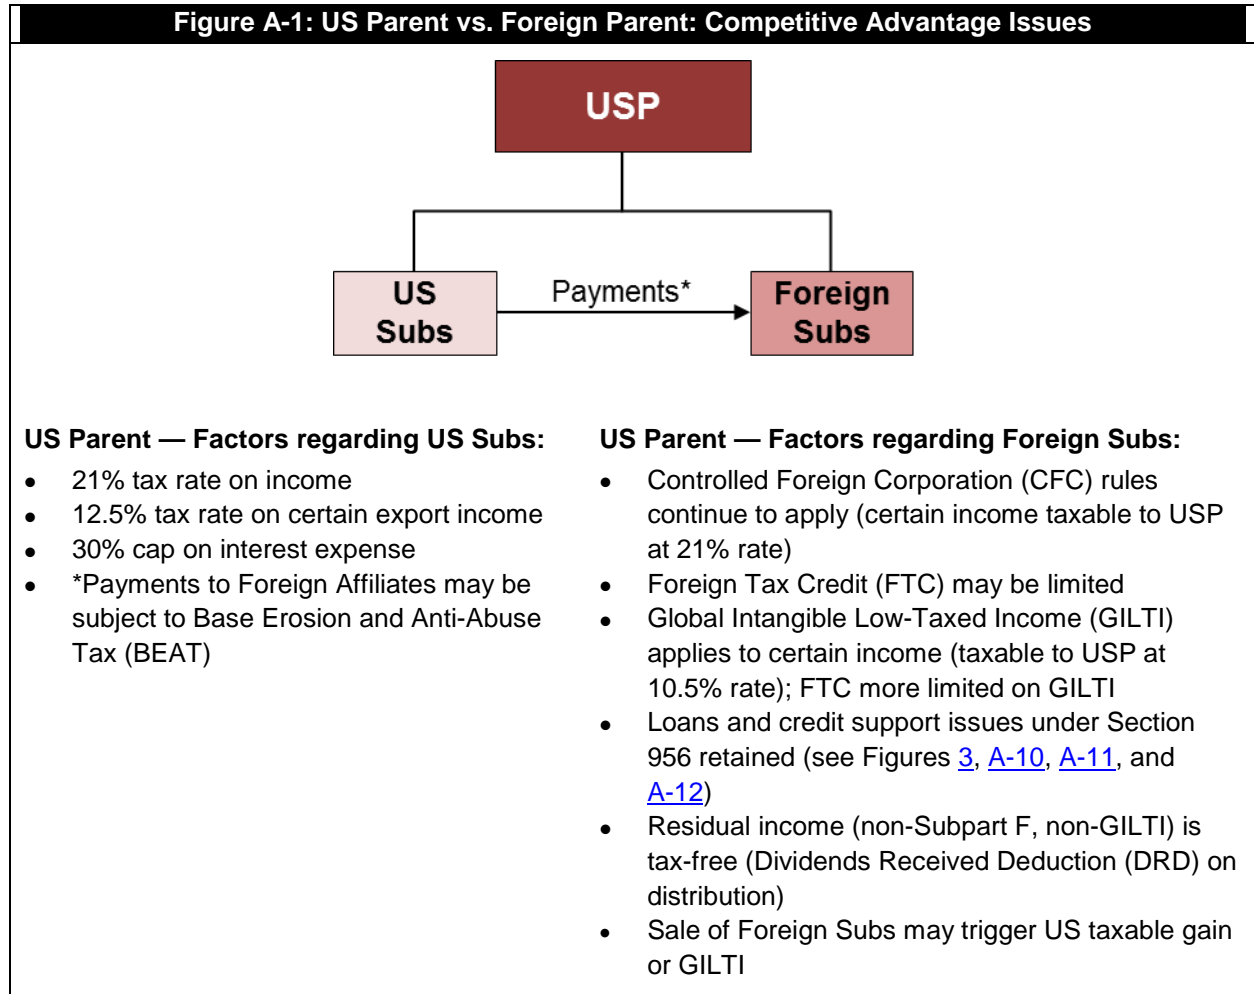 Figure A-1: US Parent vs. Foreign Parent: Competitive Advantage Issues
USP
US
Subs
Payments*
Foreign
Subs
US Parent — Factors regarding US Subs:
• 21% tax rate on income
• 12.5% tax rate on certain export income
• 30% cap on interest expense
• *Payments to Foreign Affiliates may be
subject to Base Erosion and Anti-Abuse
Tax (BEAT)
US Parent — Factors regarding Foreign Subs:
• Controlled Foreign Corporation (CFC) rules
continue to apply (certain income taxable to USP
at 21% rate)
• Foreign Tax Credit (FTC) may be limited
• Global Intangible Low-Taxed Income (GILTI)
applies to certain income (taxable to USP at
10.5% rate); FTC more limited on GILTI
• Loans and credit support issues under Section
956 retained (see Figures 3, A-10, A-11, and
A-12)
• Residual income (non-Subpart F, non-GILTI) is
tax-free (Dividends Received Deduction (DRD) on
distribution)
• Sale of Foreign Subs may trigger US taxable gain
or GILTI